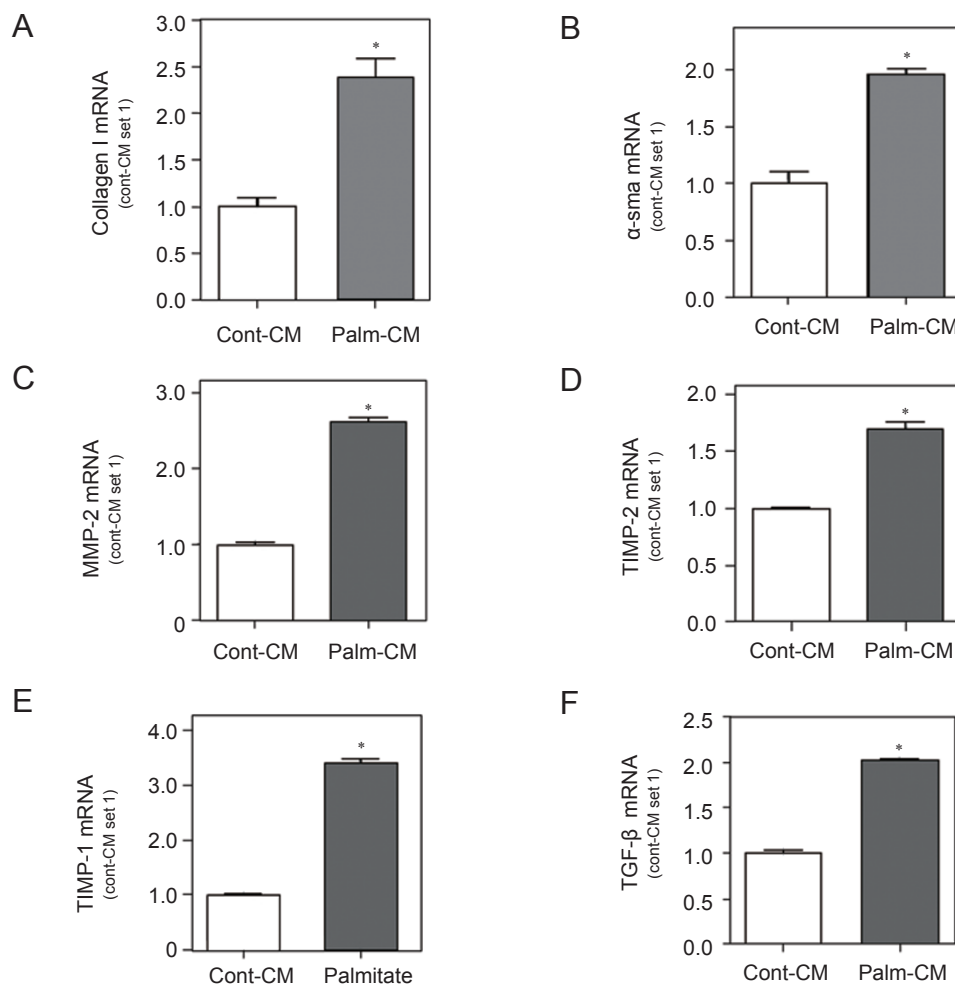 A
Collagen I mRNA
(cont-CM set 1)
3.0
2.5
2.0
1.5
1.0
0.5
0.0
*
Cont-CM Palm-CM
B
α-sma mRNA
(cont-CM set 1)
2.0
1.5
1.0
0.5
0.0
*
Cont-CM Palm-CM
C
MMP-2 mRNA
(cont-CM set 1)
3.0
2.0
1.0
0
*
Cont-CM Palm-CM
D
TIMP-2 mRNA
(cont-CM set 1)
2.0
1.5
1.0
0.5
0.0
*
Cont-CM Palm-CM
E
TIMP-1 mRNA
(cont-CM set 1)
4.0
3.0
2.0
1.0
0
*
Cont-CM Palmitate
F
TGF-β mRNA
(cont-CM set 1)
2.5
2.0
1.5
1.0
0.5
0.0
*
Cont-CM Palm-CM